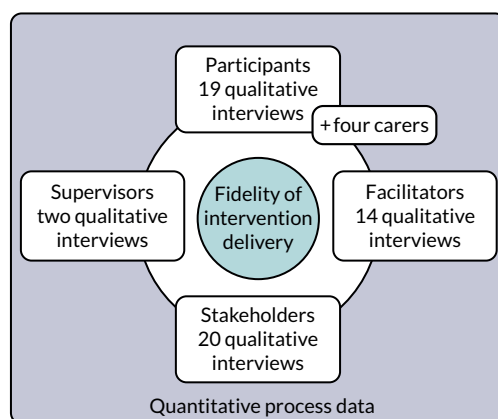 Participants
19 qualitative
interviews
+ four carers
Supervisors
two qualitative
interviews
Fidelity of
intervention
delivery
Facilitators
14 qualitative
interviews
Stakeholders
20 qualitative
interviews
Quantitative process data